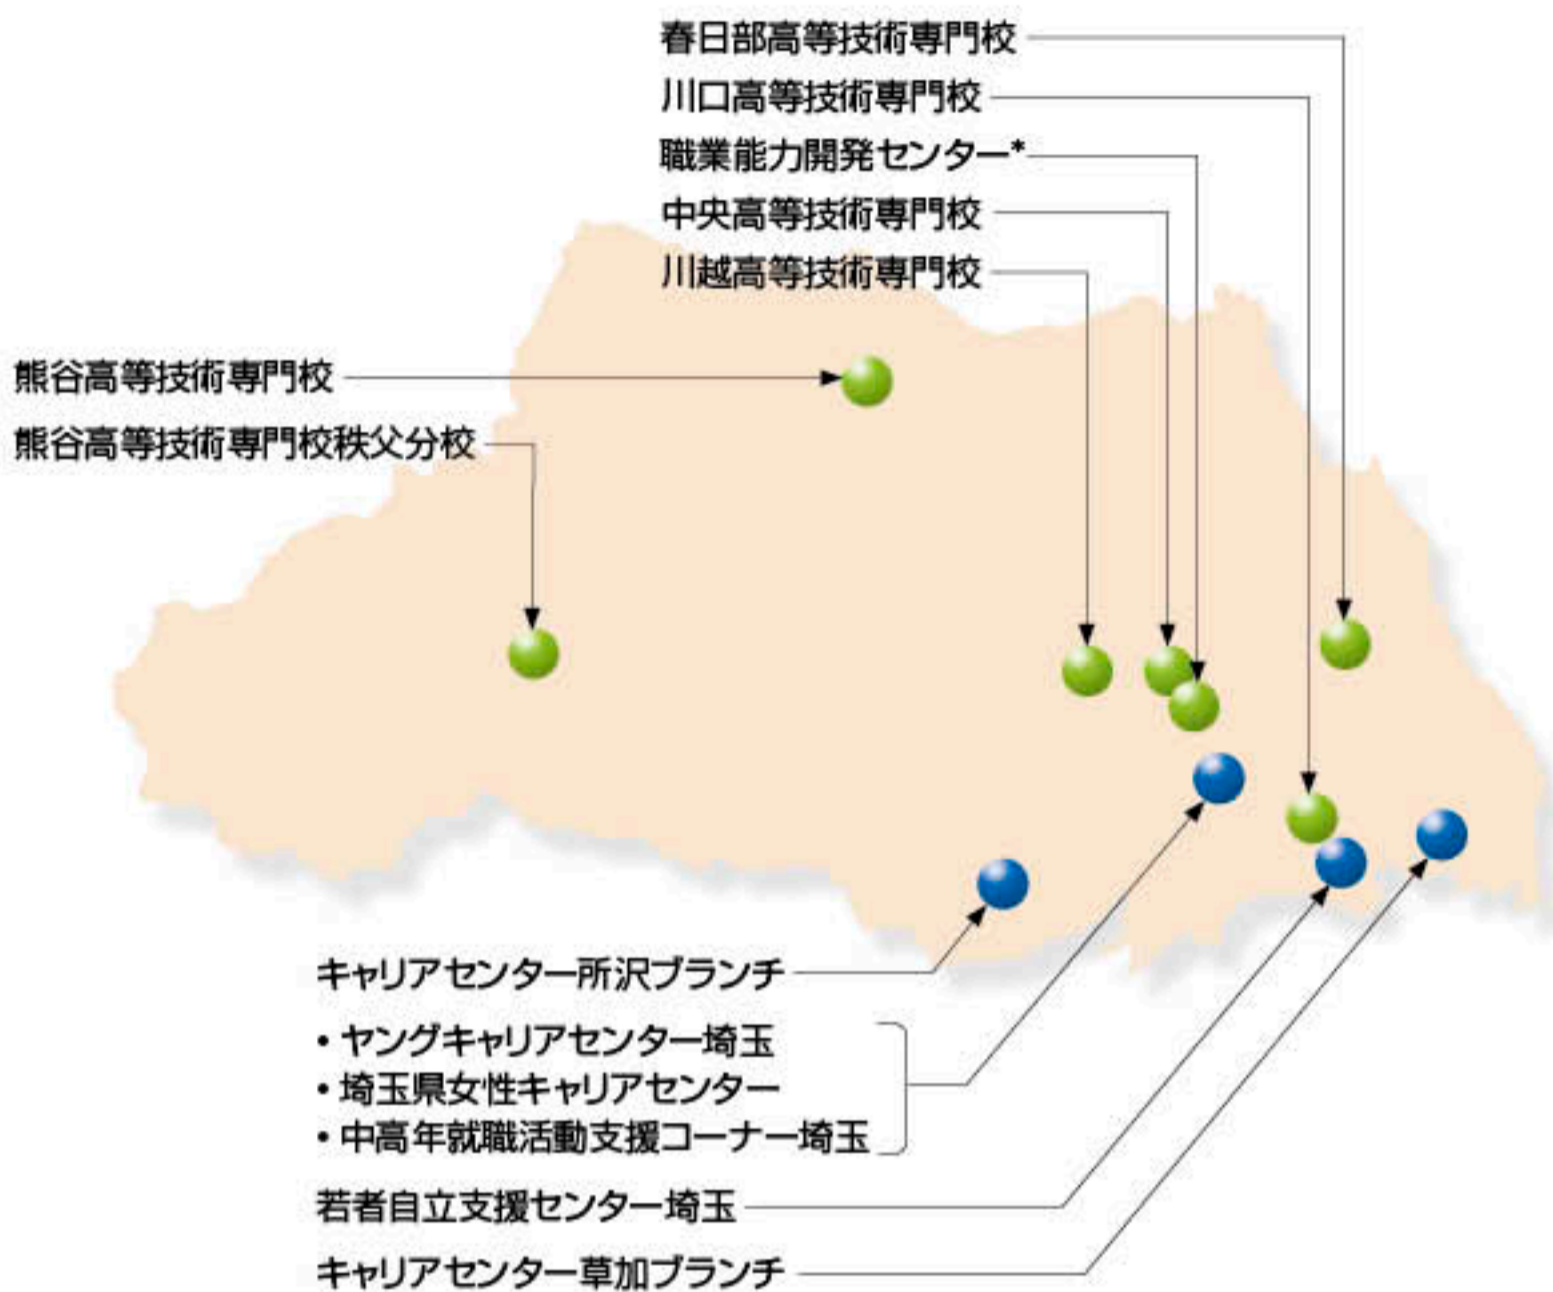 春日部高等技術専門校
川口高等技術専門校
職業能力開発センター*
中央高等技術専門校
川越高等技術専門校
熊谷高等技術専門校
熊谷高等技術専門校秩父分校
キャリアセンター所沢ブランチ
・ヤングキャリアセンター埼玉
・埼玉県女性キャリアセンター
・中高年就職活動支援コーナー埼玉
若者自立支援センター埼玉
キャリアセンター草加ブランチ